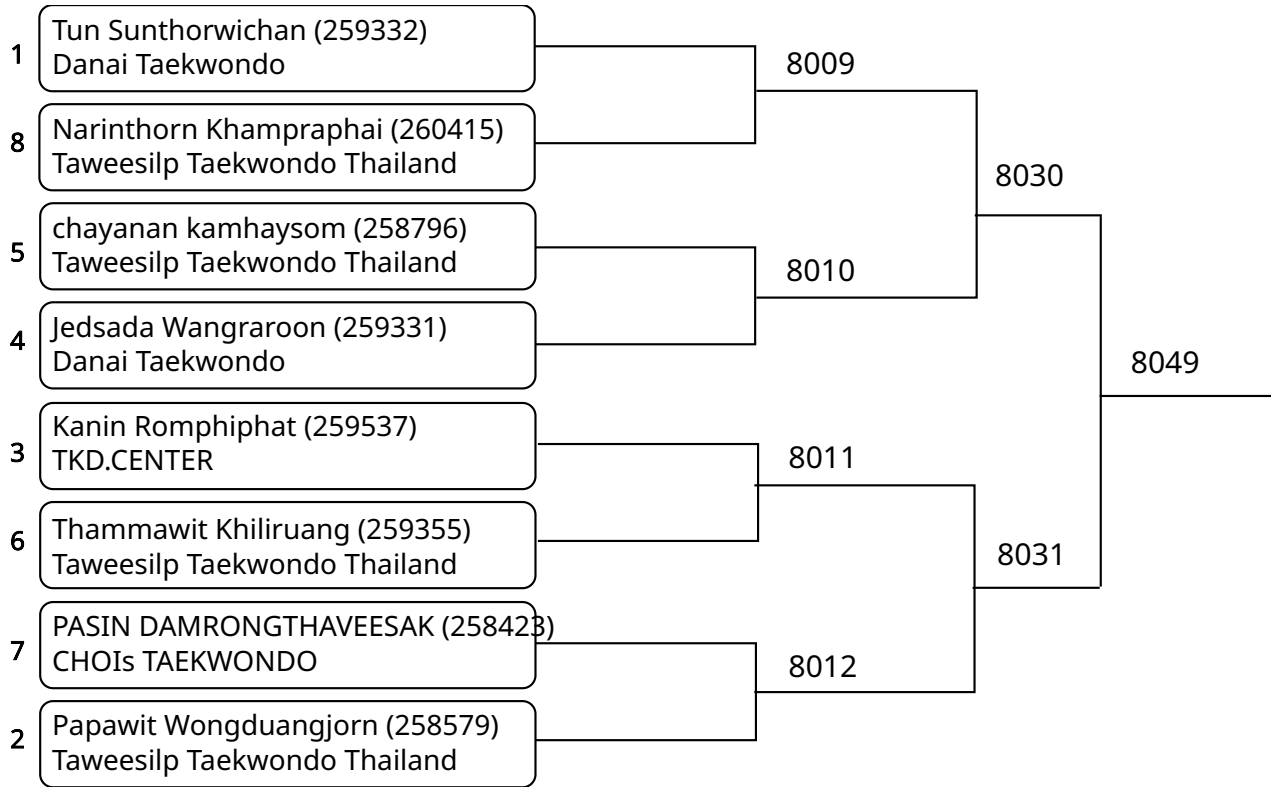 1
Tun Sunthorwichan (259332)
Danai Taekwondo
8
Narinthorn Khampraphai (260415)
Taweesilp Taekwondo Thailand
5
chayanan kamhaysom (258796)
Taweesilp Taekwondo Thailand
4
Jedsada Wangraroon (259331)
Danai Taekwondo
3
Kanin Romphiphat (259537)
TKD.CENTER
6
Thammawit Khiliruang (259355)
Taweesilp Taekwondo Thailand
7
PASIN DAMRONGTHAVEESAK (258423)
CHOIs TAEKWONDO
2
Papawit Wongduangjorn (258579)
Taweesilp Taekwondo Thailand
8009
8010
8011
8012
8030
8031
8049